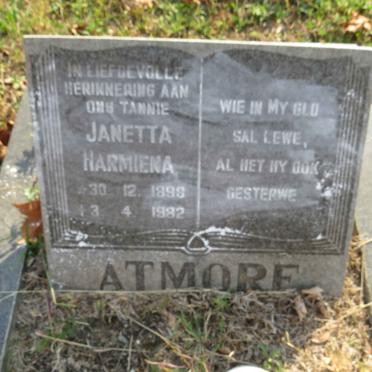 IN LIEFDEVOLLE
HERINNERING AAN
ONS TANNIE
JANETTA
HARMIENA
30. 12. 1898
3 4 1982
WIE IN MY GLO
SAL LEWE,
AL HET HY OOK
GESTERWE
ATMORE